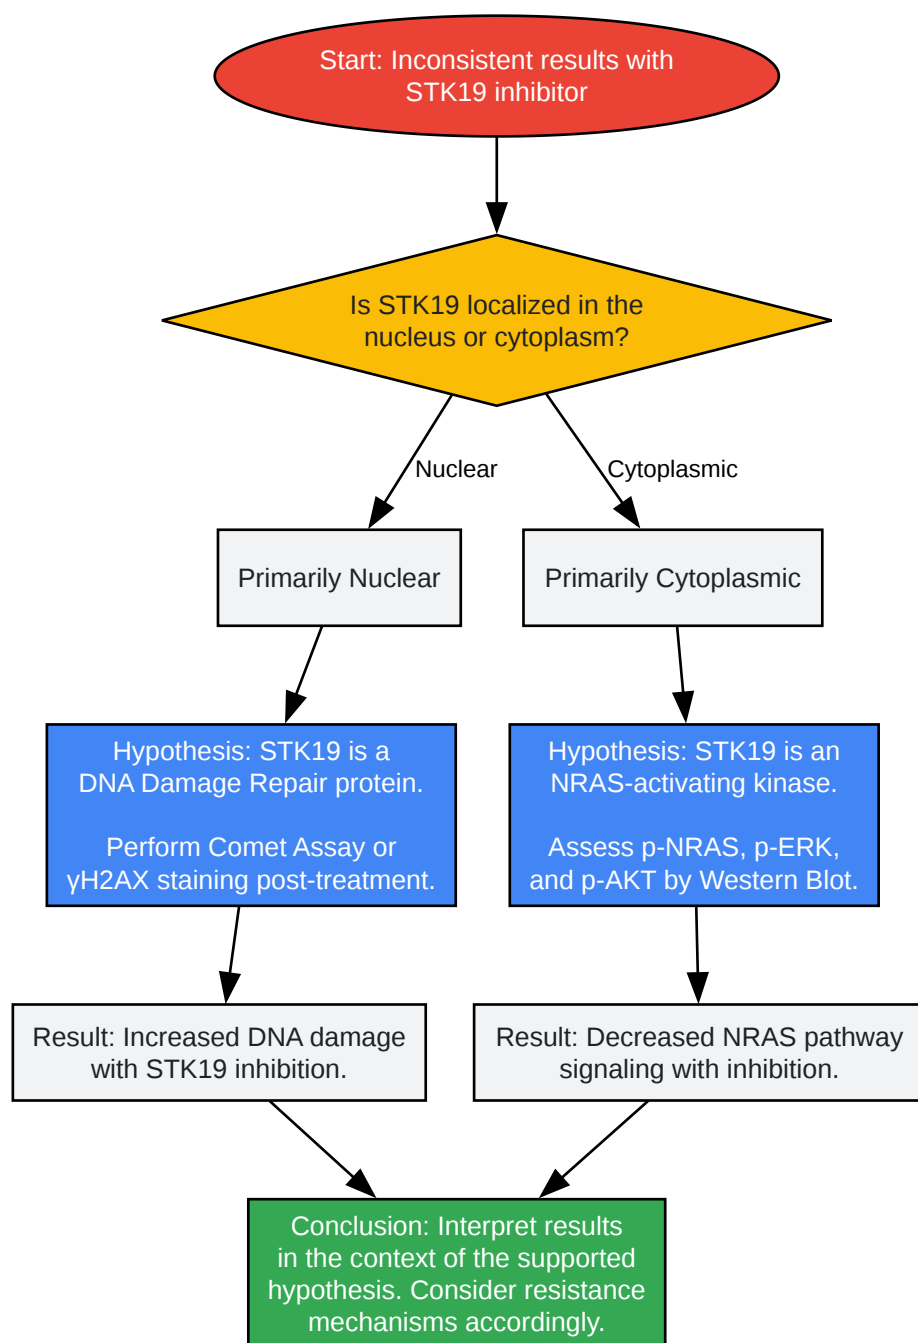 Start: Inconsistent results with
STK19 inhibitor
Is STK19 localized in the
nucleus or cytoplasm?
Nuclear
Cytoplasmic
Primarily Nuclear
Primarily Cytoplasmic
Hypothesis: STK19 is a
DNA Damage Repair protein.
Perform Comet Assay or
γH2AX staining post-treatment.
Hypothesis: STK19 is an
NRAS-activating kinase.
Assess p-NRAS, p-ERK,
and p-AKT by Western Blot.
Result: Increased DNA damage
with STK19 inhibition.
Result: Decreased NRAS pathway
signaling with inhibition.
Conclusion: Interpret results
in the context of the supported
hypothesis. Consider resistance
mechanisms accordingly.